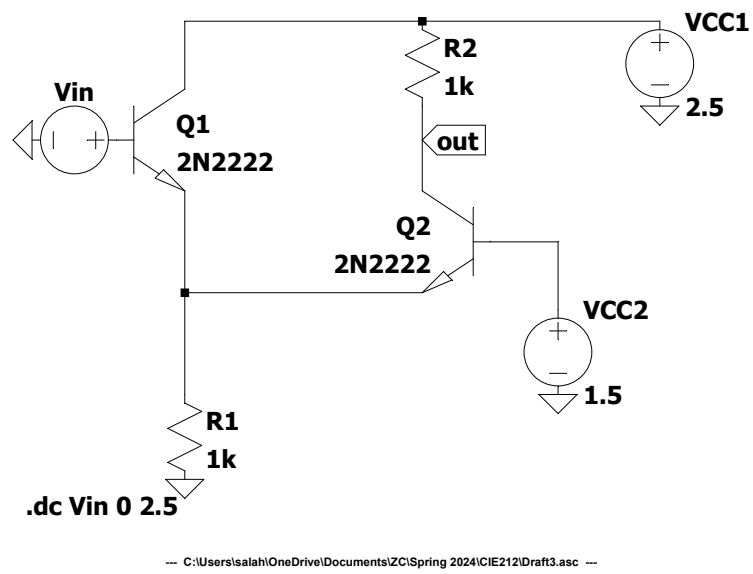 VCC1
R2
1k
2.5
Vin
Q1
2N2222
out
Q2
2N2222
VCC2
1.5
R1
1k
.dc Vin 0 2.5
--- C:\Users\salah\OneDrive\Documents\ZC\Spring 2024\CIE212\Draft3.asc ---